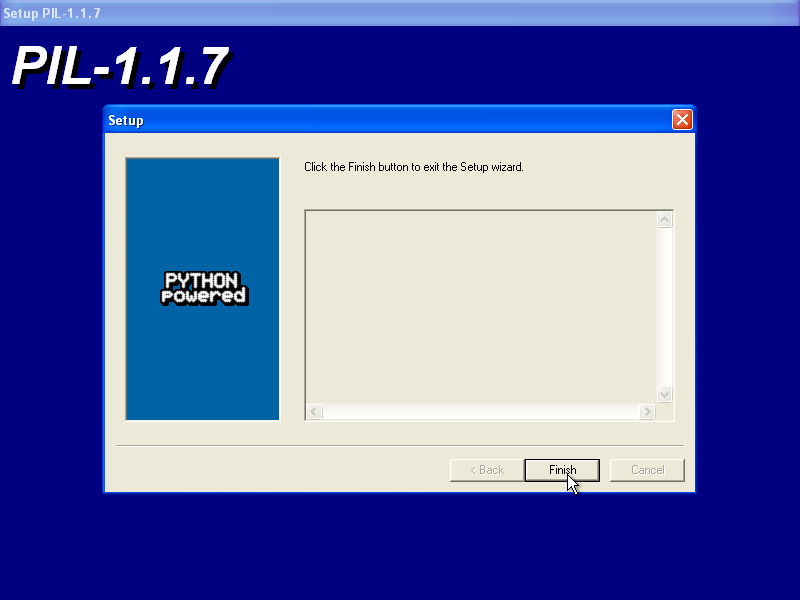 Setup PIL-1.1.7
PIL-1.1.7
Setup
Click the Finish button to exit the Setup wizard.
PYTHON
powered
< Back
Finish
Cancel